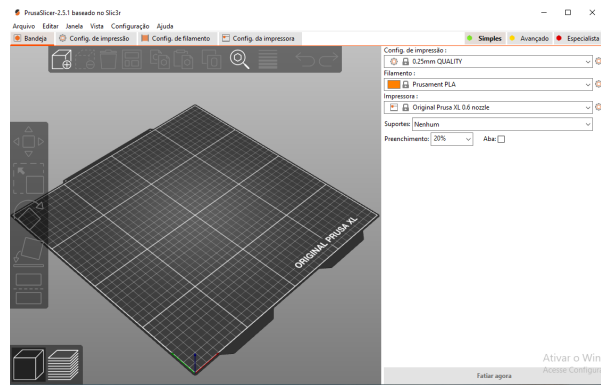 PrusaSlicer-2.5.1 baseado no Slic3r
Arquivo Editar Janela Vista Configuração Ajuda
Bandeja Config. de impressão Config. de filamento Config. da impressora Simples Avançado Especialista
Config. de impressão :
0.25mm QUALITY
Filamento :
Prusament PLA
Impressora :
Original Prusa XL 0.6 nozzle
Suportes: Nenhum
Preenchimento: 20% Aba:
ORIGINAL PRUSA XL
Ativar o Win
Acesse Configur
Fatiar agora